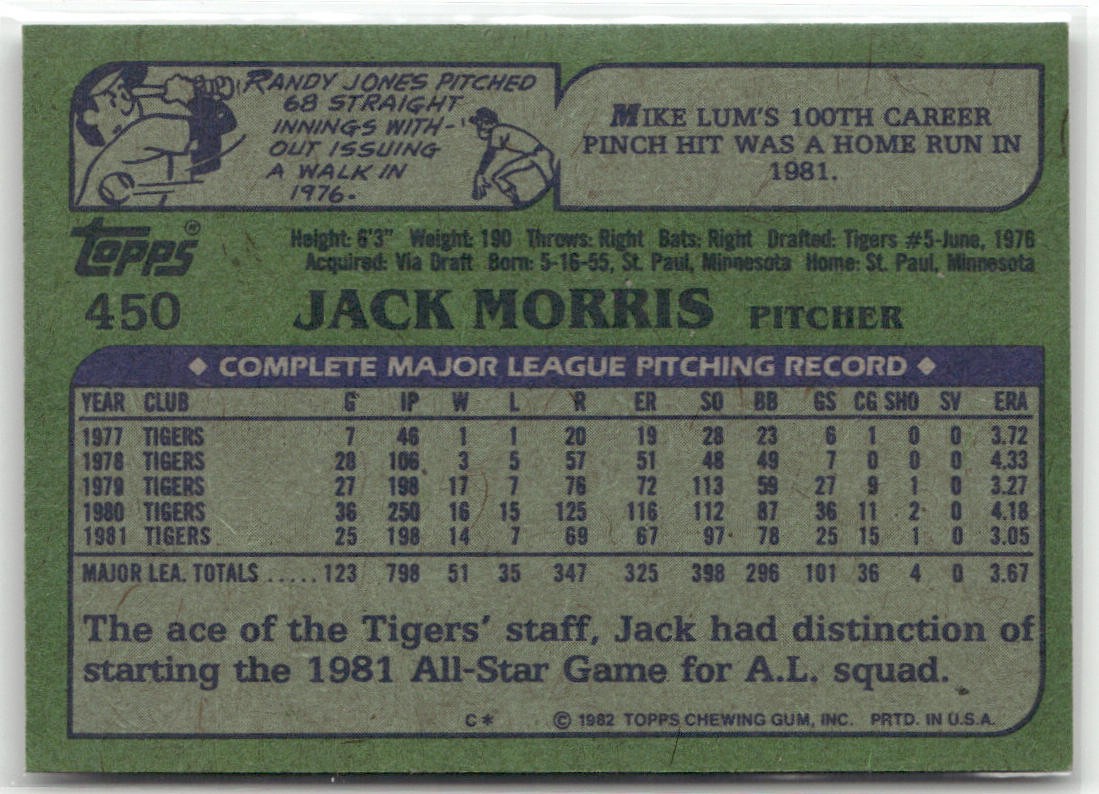 RANDY JONES PITCHED
68 STRAIGHT
INNINGS WITH-
OUT ISSUING
A WALK IN
1976.
MIKE LUM'S 100TH CAREER
PINCH HIT WAS A HOME RUN IN
1981.
TOPPS®
Height: 6'3" Weight: 190 Throws: Right Bats: Right Drafted: Tigers #5-June, 1976
Acquired: Via Draft Born: 5-16-55, St. Paul, Minnesota Home: St. Paul, Minnesota
450 JACK MORRIS PITCHER
◆ COMPLETE MAJOR LEAGUE PITCHING RECORD ◆
YEAR CLUB G IP W L R ER SO BB GS CG SHO SV ERA
1977 TIGERS 7 46 1 1 20 19 28 23 6 1 0 0 3.72
1978 TIGERS 28 106 3 5 57 51 48 49 7 0 0 0 4.33
1979 TIGERS 27 198 17 7 76 72 113 59 27 9 1 0 3.27
1980 TIGERS 36 250 16 15 125 116 112 87 36 11 2 0 4.18
1981 TIGERS 25 198 14 7 69 67 97 78 25 15 1 0 3.05
MAJOR LEA. TOTALS ..... 123 798 51 35 347 325 398 296 101 36 4 0 3.67
The ace of the Tigers' staff, Jack had distinction of
starting the 1981 All-Star Game for A.L. squad.
C* © 1982 TOPPS CHEWING GUM, INC. PRTD. IN U.S.A.